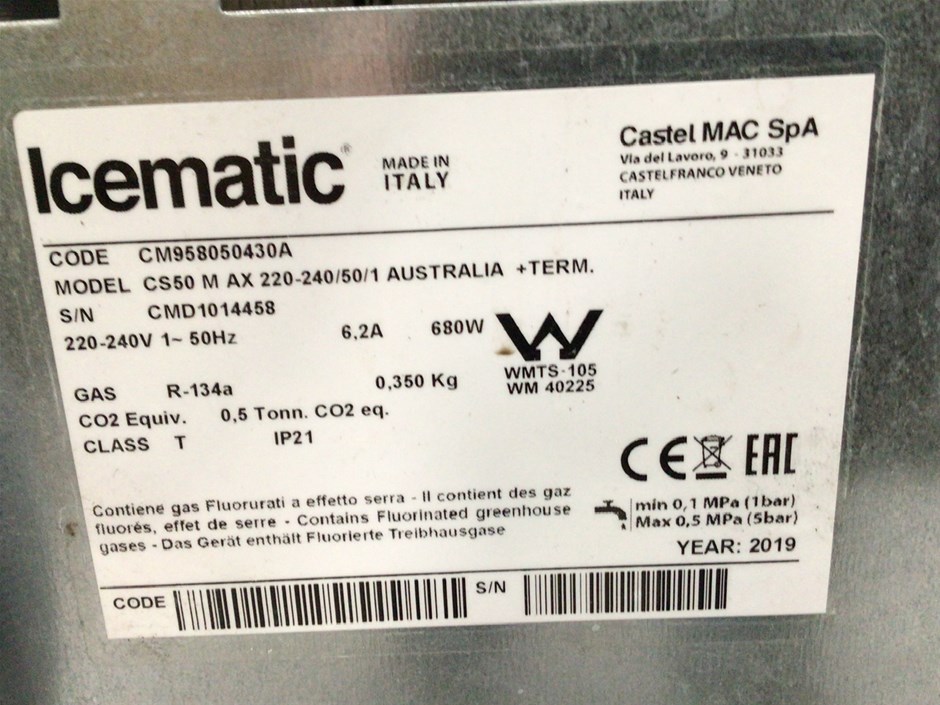 Icematic®
MADE IN
ITALY
Castel MAC SpA
Via del Lavoro, 9 - 31033
CASTELFRANCO VENETO
ITALY
CODE CM958050430A
MODEL CS50 M AX 220-240/50/1 AUSTRALIA +TERM.
S/N CMD1014458
220-240V 1~ 50Hz 6,2A 680W
WMTS-105
WM 40225
GAS R-134a 0,350 Kg
CO2 Equiv. 0,5 Tonn. CO2 eq.
CLASS T IP21
CE EAC
Contiene gas Fluorurati a effetto serra - Il contient des gaz
fluorés, effet de serre - Contains Fluorinated greenhouse
gases - Das Gerät enthält Fluorierte Treibhausgase
min 0,1 MPa (1bar)
Max 0,5 MPa (5bar)
YEAR: 2019
CODE S/N